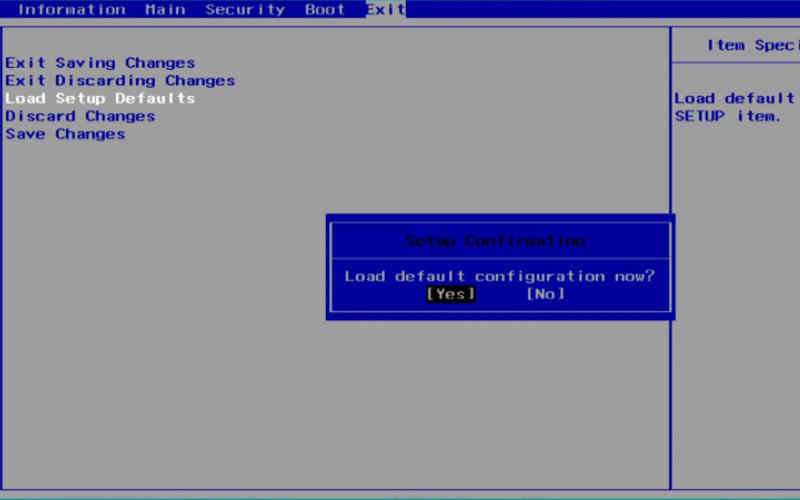 Information Main Security Boot Exit
Item Speci
Exit Saving Changes
Exit Discarding Changes
Load Setup Defaults
Discard Changes
Save Changes
Load default
SETUP item.
Setup Confirmation
Load default configuration now?
[Yes] [No]